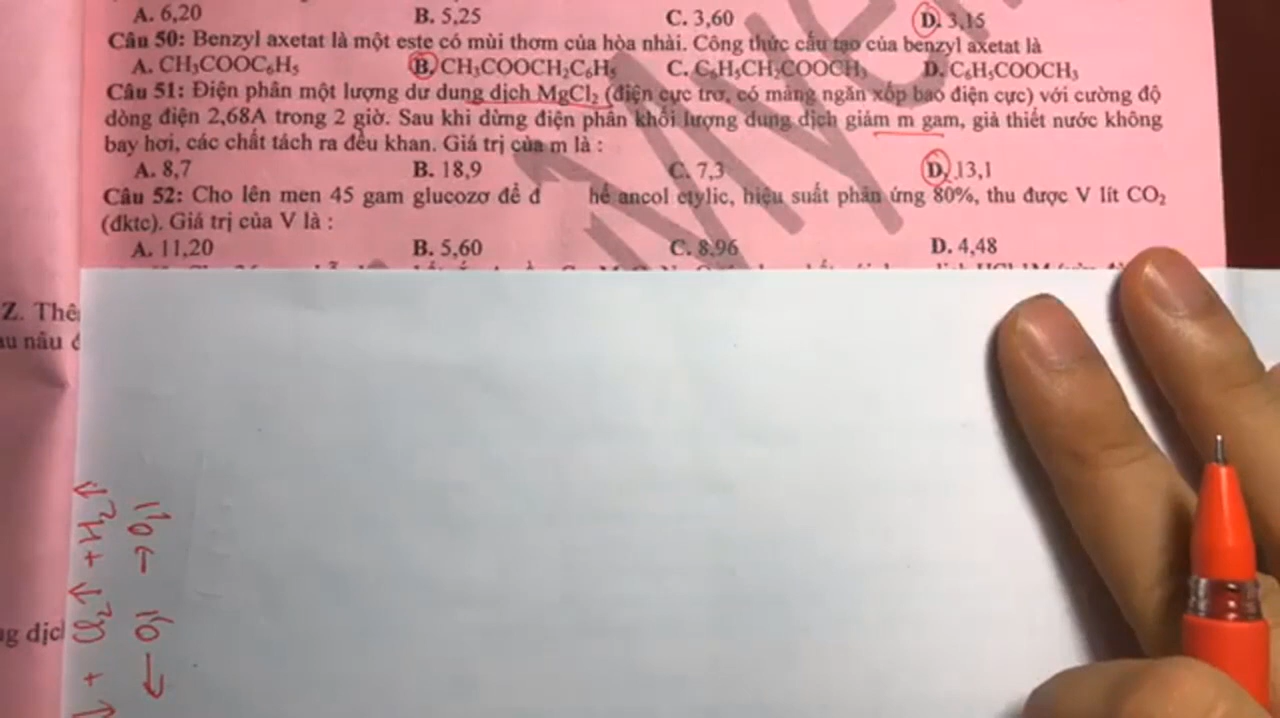 A. 6,20 B. 5,25 C. 3,60 D. 3,15
Câu 50: Benzyl axetat là một este có mùi thơm của hòa nhài. Công thức cấu tạo của benzyl axetat là
A. CH₃COOC₆H₅ B. CH₃COOCH₂C₆H₅ C. C₆H₅CH₂COOCH₃ D. C₆H₅COOCH₃
Câu 51: Điện phân một lượng dư dung dịch MgCl₂ (điện cực trơ, có màng ngăn xốp bao điện cực) với cường độ
dòng điện 2,68A trong 2 giờ. Sau khi dừng điện phân khối lượng dung dịch giảm m gam, giả thiết nước không
bay hơi, các chất tách ra đều khan. Giá trị của m là :
A. 8,7 B. 18,9 C. 7,3 D. 13,1
Câu 52: Cho lên men 45 gam glucozơ để đ hế ancol etylic, hiệu suất phản ứng 80%, thu được V lít CO₂
(đktc). Giá trị của V là :
A. 11,20 B. 5,60 C. 8,96 D. 4,48
Z. Thê
au nâu đ
ng dịc
↓ + Cl₂↑ + H₂↑
← 0,1 ← 0,1